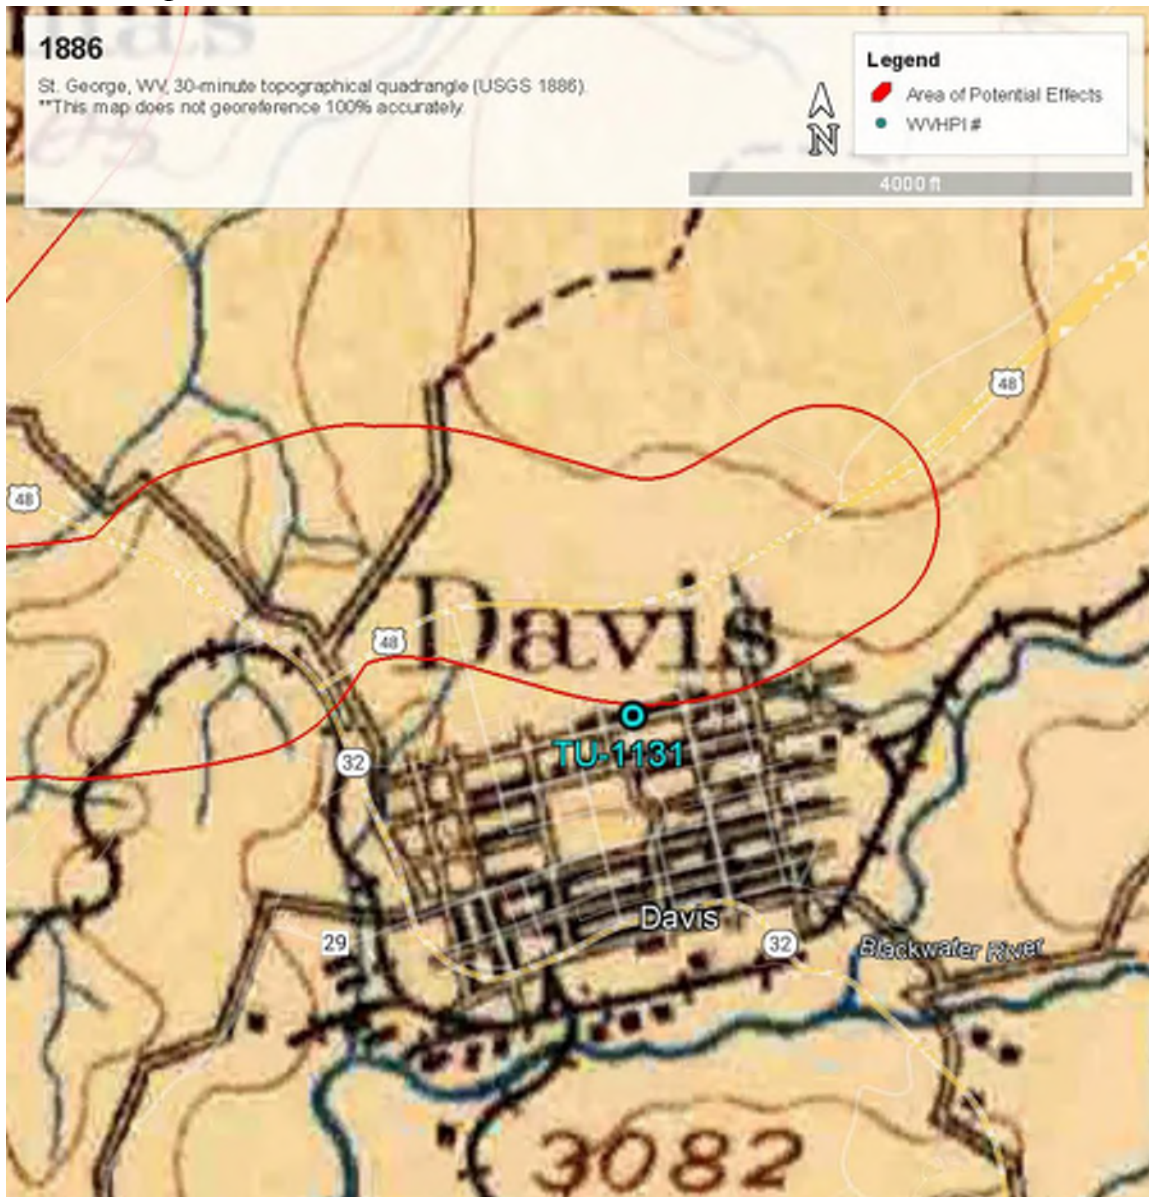 1886
St. George, WV, 30-minute topographical quadrangle (USGS 1886).
**This map does not georeference 100% accurately.
Legend
Area of Potential Effects
WVHPI #
N
4000 ft
48
48
48
Davis
TU-1131
32
Davis
29
32
Blackwater River
3082